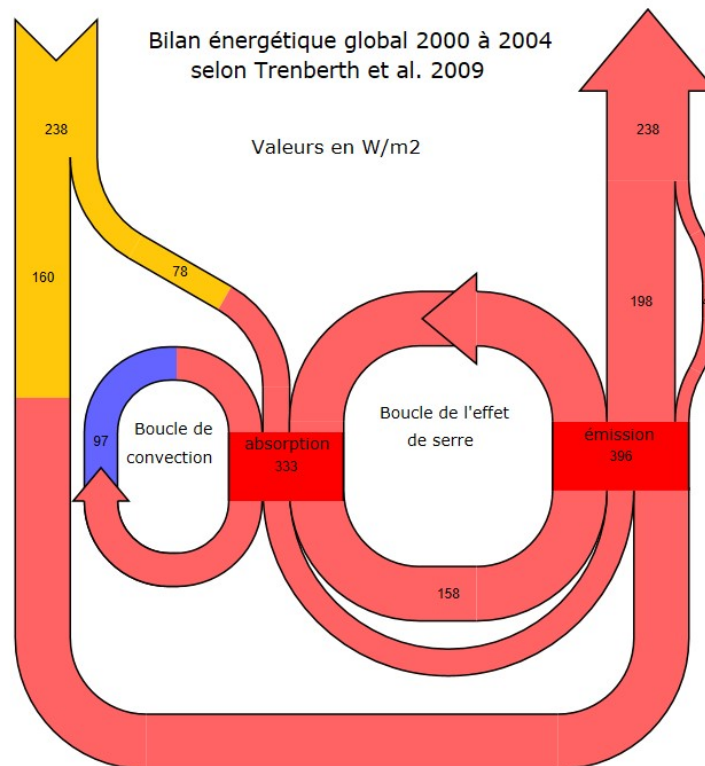 Bilan énergétique global 2000 à 2004
selon Trenberth et al. 2009
238
238
Valeurs en W/m2
78
160
198
Boucle de
convection
97
Boucle de l'effet
de serre
absorption
333
émission
396
158